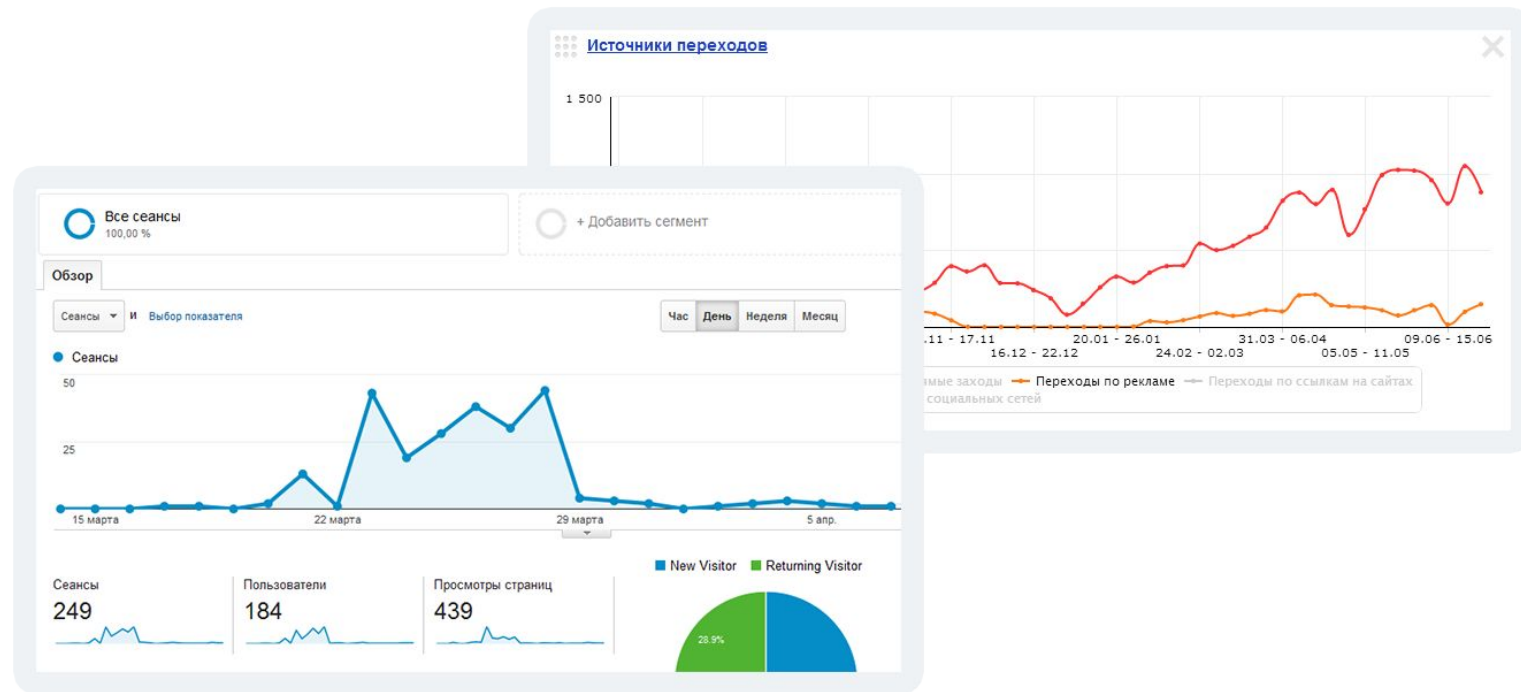 Источники переходов
1 500
.11 - 17.11
20.01 - 26.01
31.03 - 06.04
09.06 - 15.06
16.12 - 22.12
24.02 - 02.03
05.05 - 11.05
Переходы по рекламе
Переходы по ссылкам на сайтах
социальных сетей
Все сеансы
100,00 %
+ Добавить сегмент
Обзор
Сеансы и Выбор показателя
Час День Неделя Месяц
Сеансы
50
25
15 марта
22 марта
29 марта
5 апр.
Сеансы
249
Пользователи
184
Просмотры страниц
439
New Visitor
Returning Visitor
28.9%